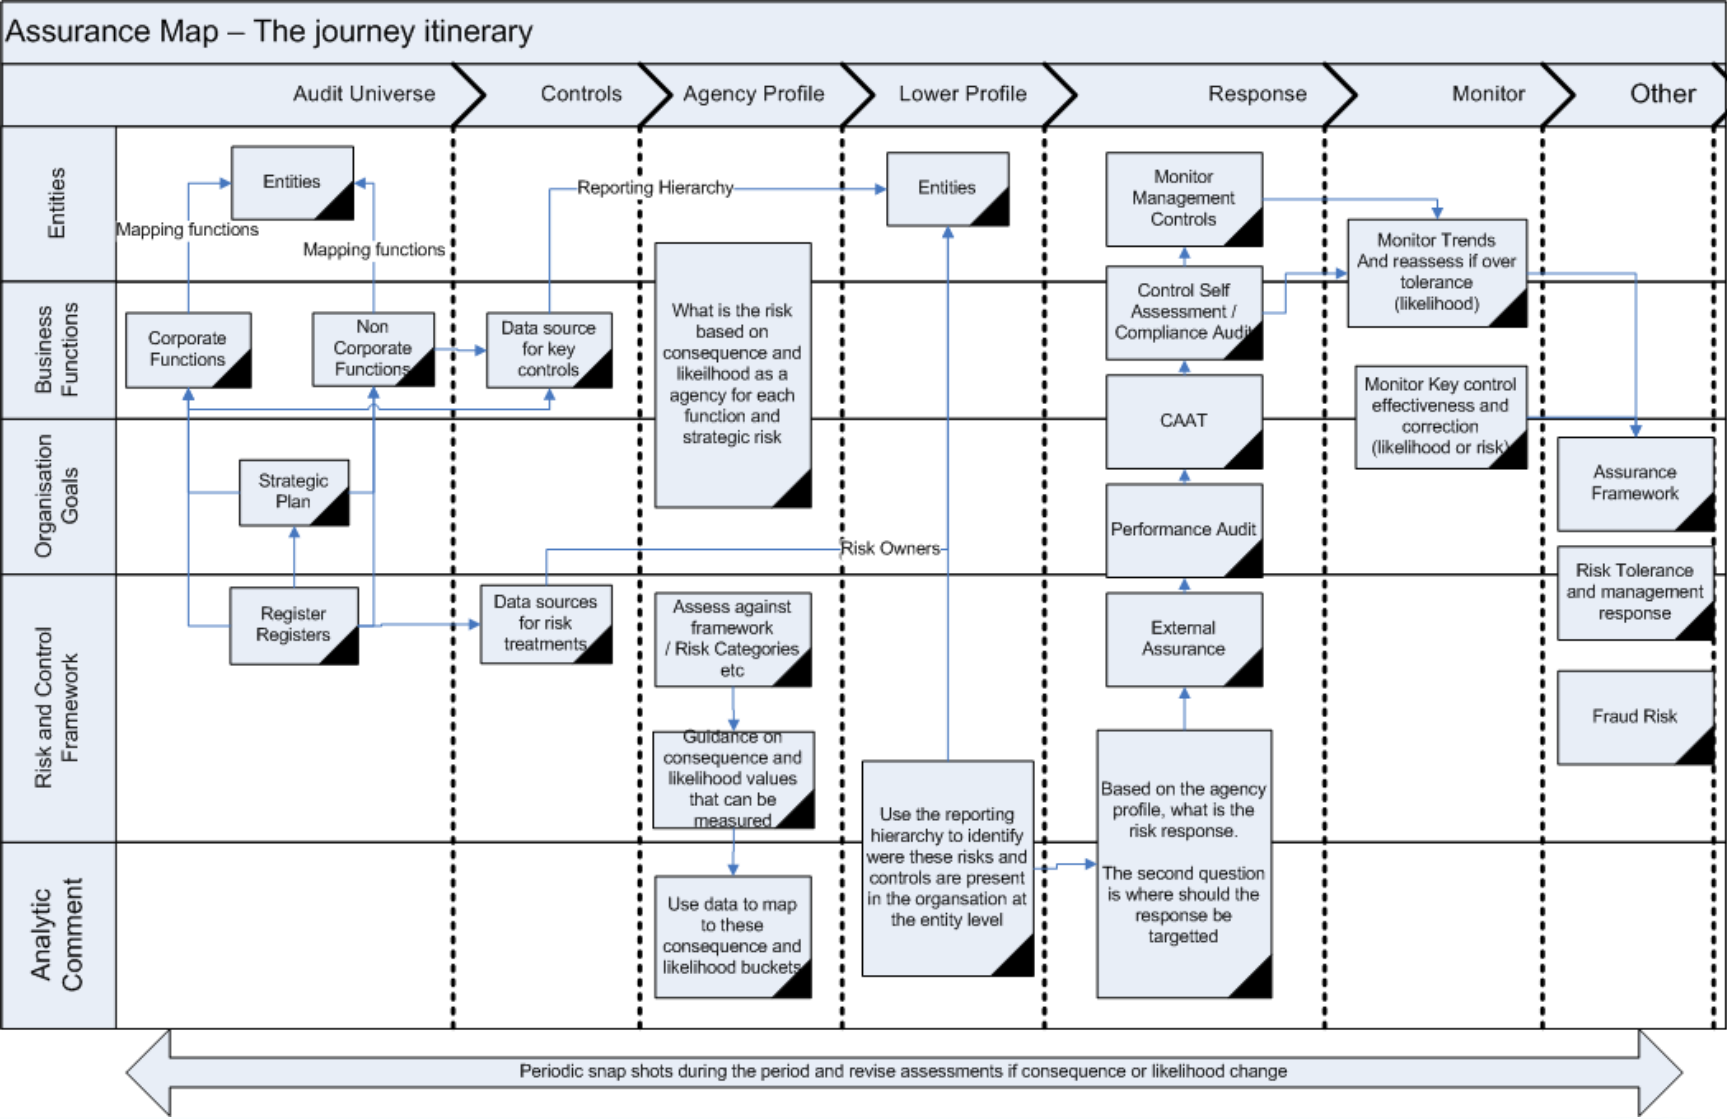 Assurance Map – The journey itinerary
Audit Universe
Controls
Agency Profile
Lower Profile
Response
Monitor
Other
Entities
Entities
Mapping functions
Mapping functions
Reporting Hierarchy
Entities
Monitor
Management
Controls
Monitor Trends
And reassess if over
tolerance
(likelihood)
Business
Functions
Corporate
Functions
Non
Corporate
Functions
Data source
for key
controls
What is the risk
based on
consequence and
likeilhood as a
agency for each
function and
strategic risk
Control Self
Assessment /
Compliance Audit
CAAT
Monitor Key control
effectiveness and
correction
(likelihood or risk)
Organisation
Goals
Strategic
Plan
Risk Owners
Performance Audit
Assurance
Framework
Risk and Control
Framework
Register
Registers
Data sources
for risk
treatments
Assess against
framework
/ Risk Categories
etc
Guidance on
consequence and
likelihood values
that can be
measured
External
Assurance
Risk Tolerance
and management
response
Fraud Risk
Analytic
Comment
Use data to map
to these
consequence and
likelihood buckets
Use the reporting
hierarchy to identify
were these risks and
controls are present
in the organsation at
the entity level
Based on the agency
profile, what is the
risk response.
The second question
is where should the
response be
targetted
Periodic snap shots during the period and revise assessments if consequence or likelihood change